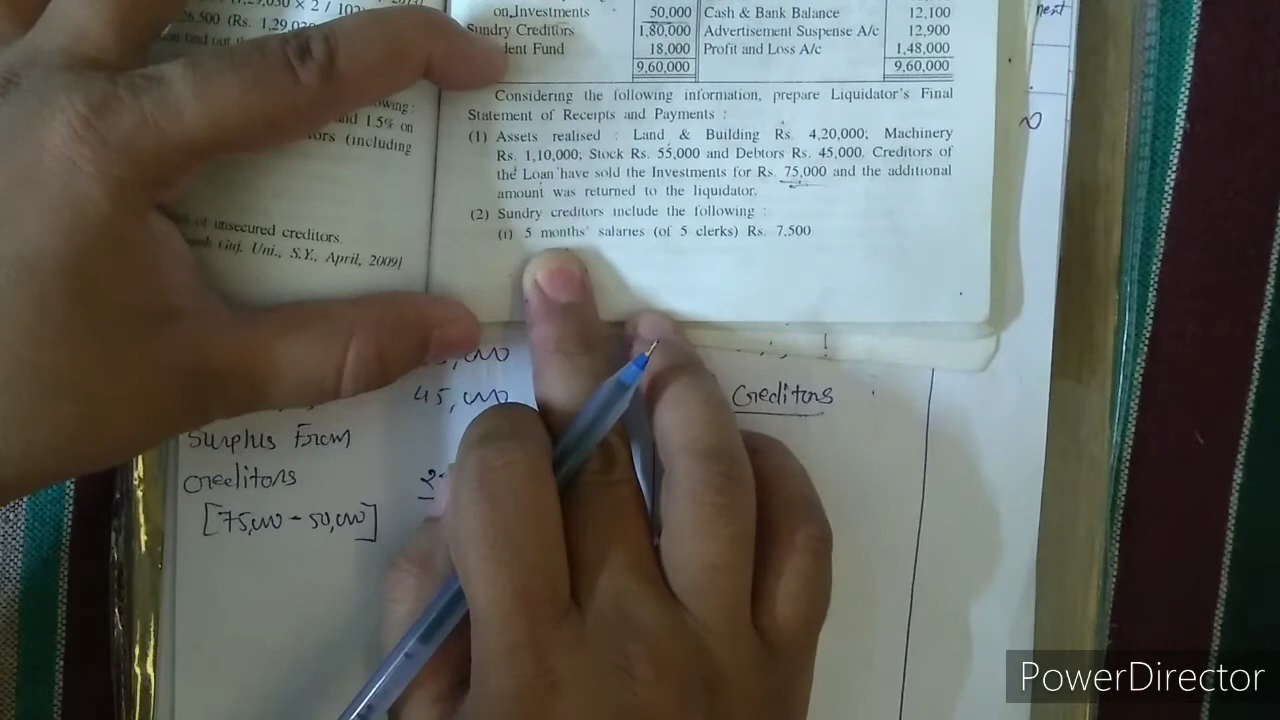 26,500 (Rs.
owing:
and 1.5% on
tors (including
of unsecured creditors.
Guj. Uni., S.Y., April, 2009]
on Investments 50,000 Cash & Bank Balance 12,100
Sundry Creditors 1,80,000 Advertisement Suspense A/c 12,900
dent Fund 18,000 Profit and Loss A/c 1,48,000
9,60,000 9,60,000
Considering the following information, prepare Liquidator's Final
Statement of Receipts and Payments :
(1) Assets realised : Land & Building Rs. 4,20,000; Machinery
Rs. 1,10,000; Stock Rs. 55,000 and Debtors Rs. 45,000. Creditors of
the Loan have sold the Investments for Rs. 75,000 and the additional
amount was returned to the liquidator.
(2) Sundry creditors include the following :
(i) 5 months' salaries (of 5 clerks) Rs. 7,500
next
45,000 Creditors
Surplus From
creditors
[75,000 - 50,000]
PowerDirector